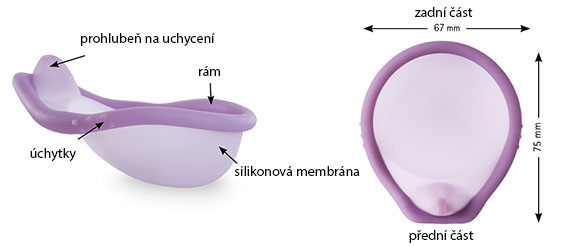 prohlubeň na uchycení
rám
úchytky
silikonová membrána
zadní část
67 mm
75 mm
přední část